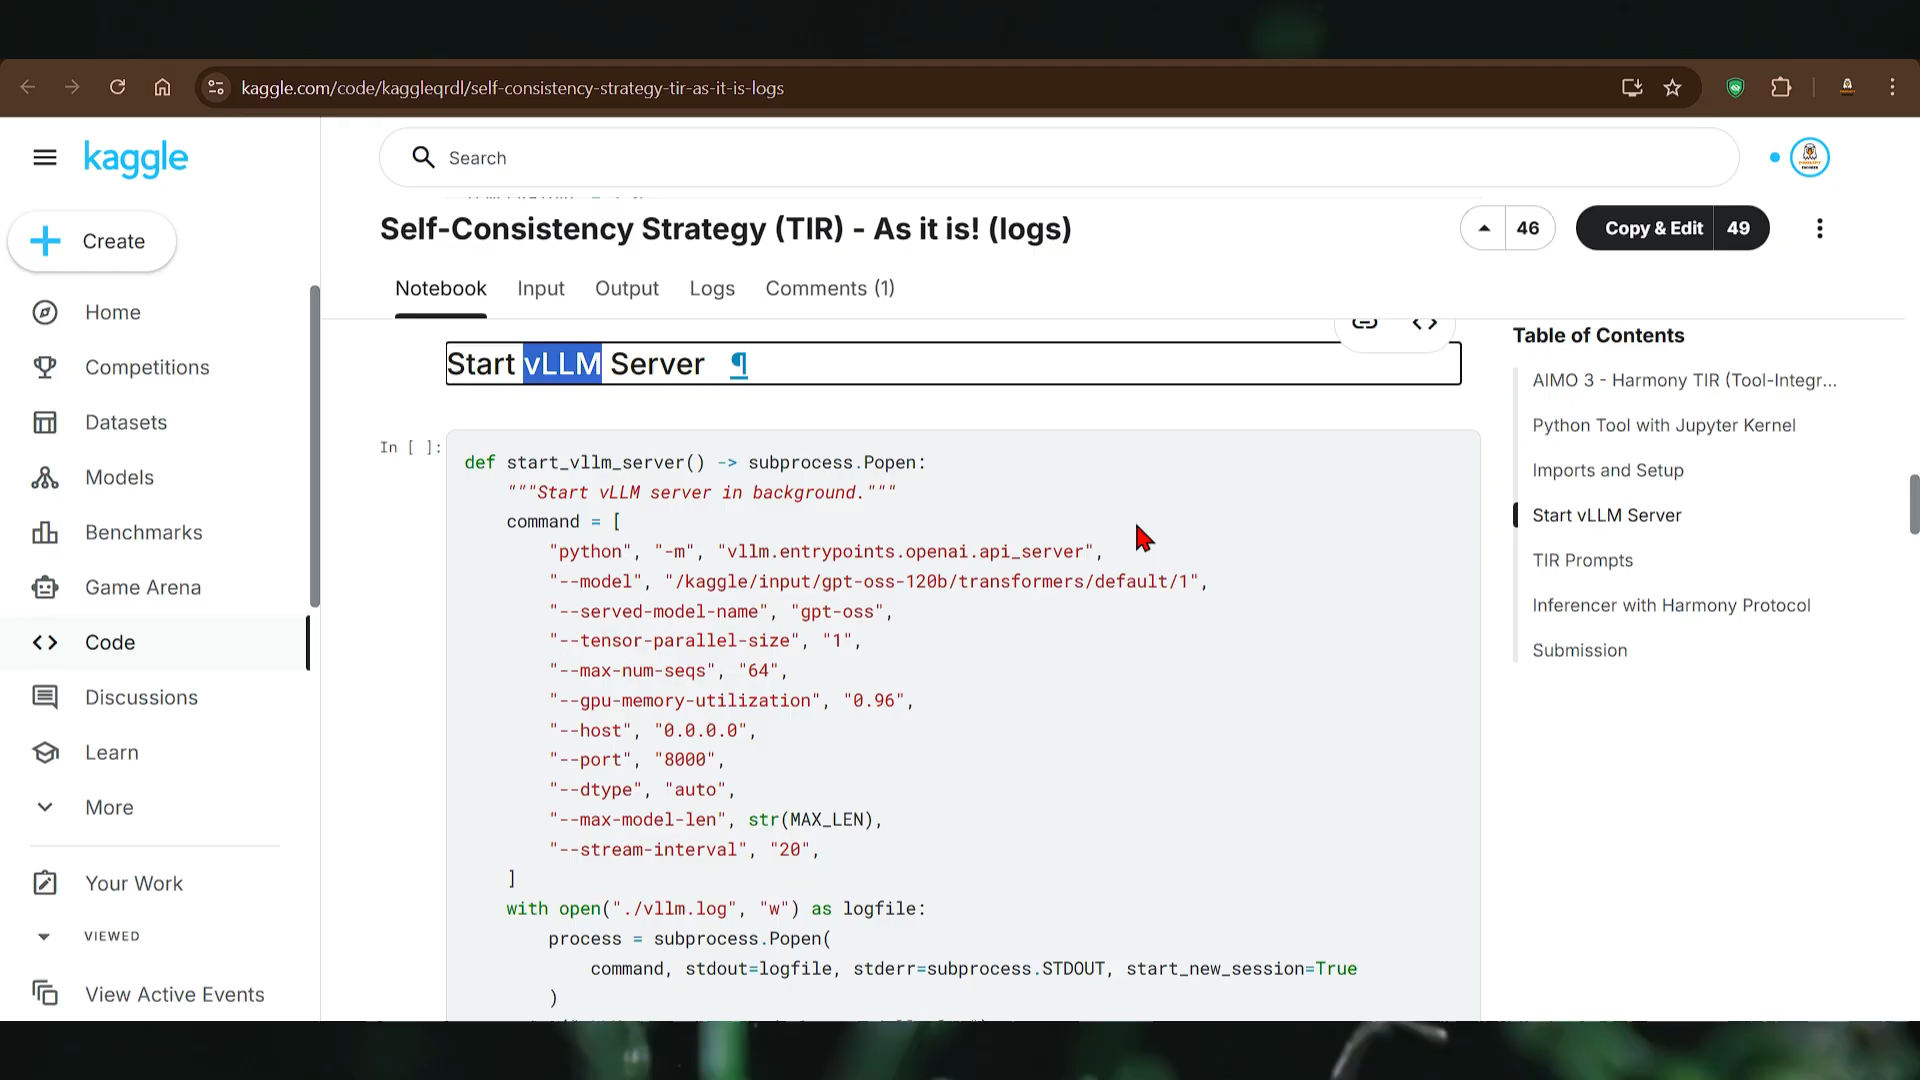 kaggle.com/code/kaggleqrdl/self-consistency-strategy-tir-as-it-is-logs
kaggle
Search
Create
Self-Consistency Strategy (TIR) - As it is! (logs)
46
Copy & Edit
49
Notebook
Input
Output
Logs
Comments (1)
Home
Competitions
Datasets
Models
Benchmarks
Game Arena
Code
Discussions
Learn
More
Your Work
VIEWED
View Active Events
Start vLLM Server ¶
In [ ]:
def start_vllm_server() -> subprocess.Popen:
"""Start vLLM server in background."""
command = [
"python", "-m", "vllm.entrypoints.openai.api_server",
"--model", "/kaggle/input/gpt-oss-120b/transformers/default/1",
"--served-model-name", "gpt-oss",
"--tensor-parallel-size", "1",
"--max-num-seqs", "64",
"--gpu-memory-utilization", "0.96",
"--host", "0.0.0.0",
"--port", "8000",
"--dtype", "auto",
"--max-model-len", str(MAX_LEN),
"--stream-interval", "20",
]
with open("./vllm.log", "w") as logfile:
process = subprocess.Popen(
command, stdout=logfile, stderr=subprocess.STDOUT, start_new_session=True
)
Table of Contents
AIMO 3 - Harmony TIR (Tool-Integr...
Python Tool with Jupyter Kernel
Imports and Setup
Start vLLM Server
TIR Prompts
Inferencer with Harmony Protocol
Submission